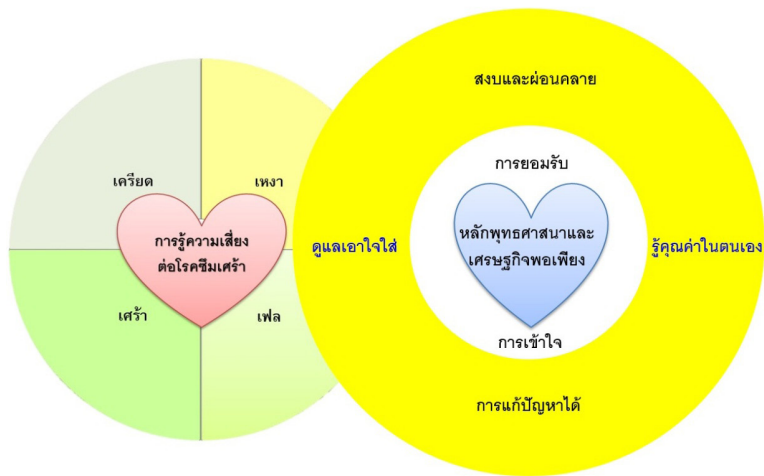 สงบและผ่อนคลาย
เครียด
เหงา
การรู้ความเสี่ยง
ต่อโรคซึมเศร้า
เศร้า
เฟล
การยอมรับ
ดูแลเอาใจใส่
หลักพุทธศาสนาและ
เศรษฐกิจพอเพียง
รู้คุณค่าในตนเอง
การเข้าใจ
การแก้ปัญหาได้